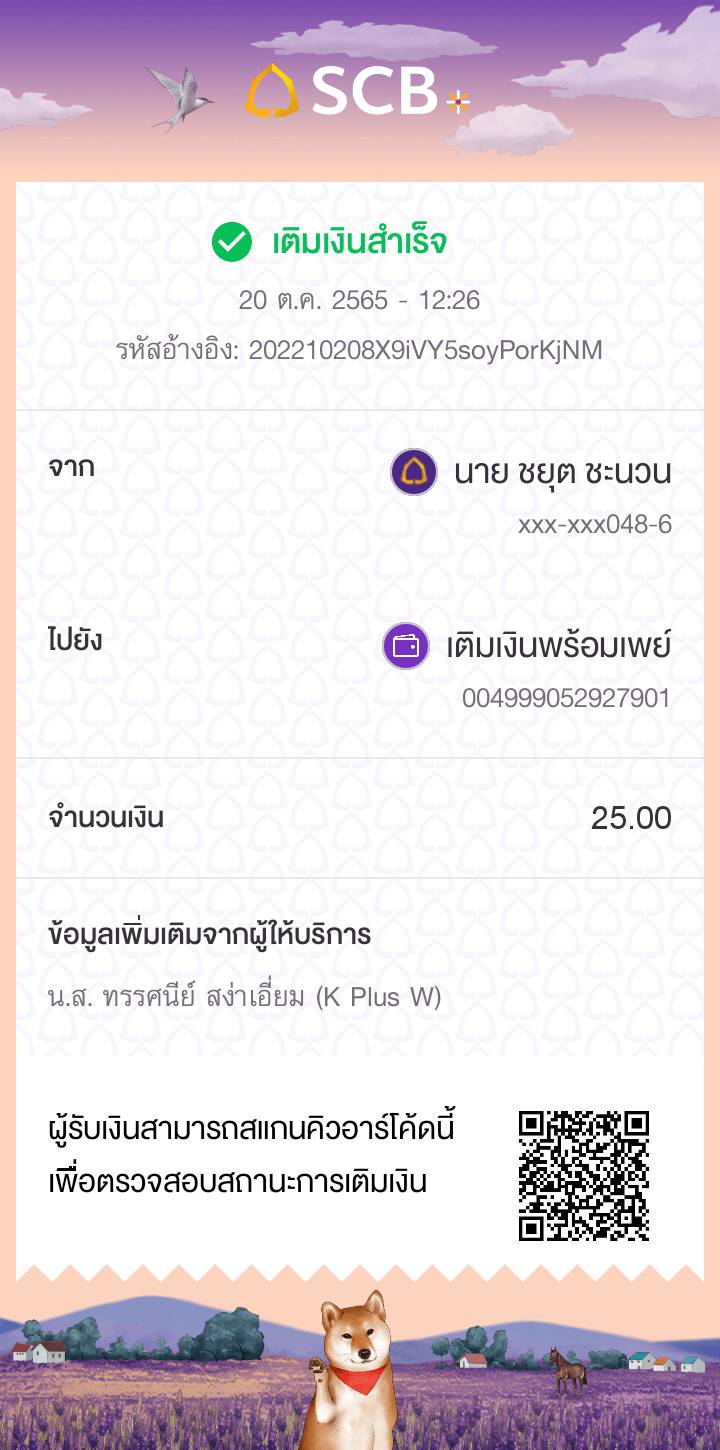 SCB
เติมเงินสำเร็จ
20 ต.ค. 2565 - 12:26
รหัสอ้างอิง: 202210208X9iVY5soyPorKjNM
จาก
นาย ชยุต ชะนวน
xxx-xxx048-6
ไปยัง
เติมเงินพร้อมเพย์
004999052927901
จำนวนเงิน
25.00
ข้อมูลเพิ่มเติมจากผู้ให้บริการ
น.ส. ทรรศนีย์ สง่าเอี่ยม (K Plus W)
ผู้รับเงินสามารถสแกนคิวอาร์โค้ดนี้
เพื่อตรวจสอบสถานะการเติมเงิน